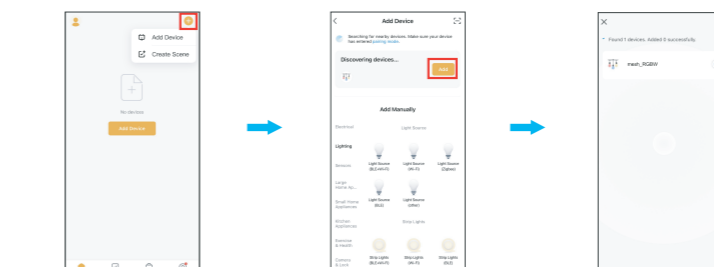 Add Device
Create Scene
No devices
Add Device
Add Device
Searching for nearby devices. Make sure your device
has entered pairing mode.
Discovering devices...
Add
Add Manually
Electrical
Light Source
Lighting
Light Source
(BLE+Wi-Fi)
Light Source
(Wi-Fi)
Light Source
(Zigbee)
Sensors
Large
Home Ap...
Light Source
(BLE)
Light Source
(other)
Small Home
Appliances
Kitchen
Appliances
Strip Lights
Exercise
& Health
Strip Lights
(BLE+Wi-Fi)
Strip Lights
(Wi-Fi)
Strip Lights
(BLE)
Camera
& Lock
Found 1 devices. Added 0 successfully.
mesh_RGBW